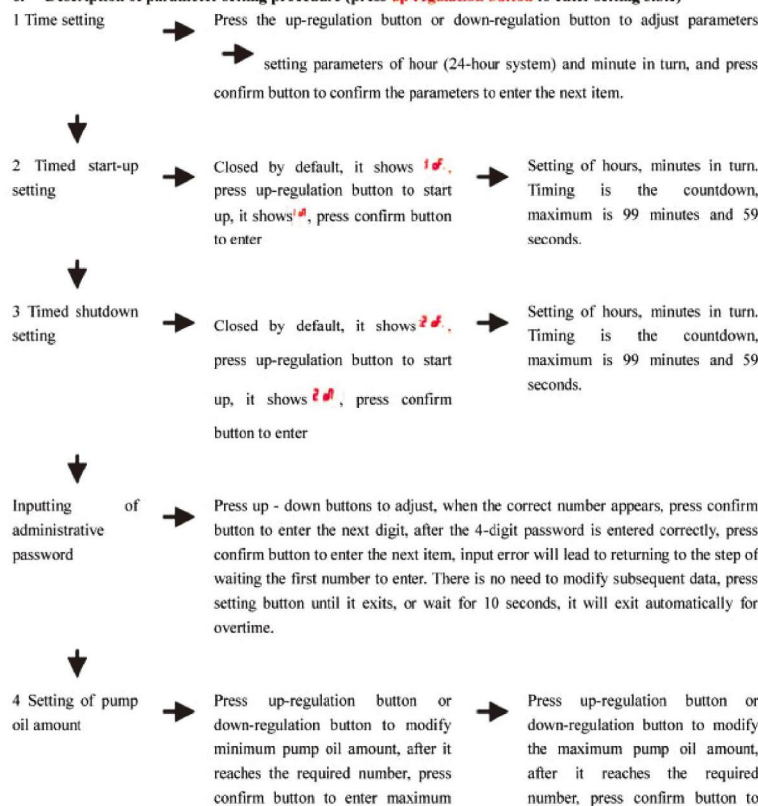 Description of parameter setting procedure (press up-regulation button to enter setting state)
1 Time setting
Press the up-regulation button or down-regulation button to adjust parameters
setting parameters of hour (24-hour system) and minute in turn, and press
confirm button to confirm the parameters to enter the next item.
2 Timed start-up
setting
Closed by default, it shows
press up-regulation button to start
up, it shows , press confirm button
to enter
Setting of hours, minutes in turn.
Timing is the countdown,
maximum is 99 minutes and 59
seconds.
3 Timed shutdown
setting
Closed by default, it shows
press up-regulation button to start
up, it shows , press confirm
button to enter
Setting of hours, minutes in turn.
Timing is the countdown,
maximum is 99 minutes and 59
seconds.
Inputting of
administrative
password
Press up - down buttons to adjust, when the correct number appears, press confirm
button to enter the next digit, after the 4-digit password is entered correctly, press
confirm button to enter the next item, input error will lead to returning to the step of
waiting the first number to enter. There is no need to modify subsequent data, press
setting button until it exits, or wait for 10 seconds, it will exit automatically for
overtime.
4 Setting of pump
oil amount
Press up-regulation button or
down-regulation button to modify
minimum pump oil amount, after it
reaches the required number, press
confirm button to enter maximum
Press up-regulation button or
down-regulation button to modify
the maximum pump oil amount,
after it reaches the required
number, press confirm button to